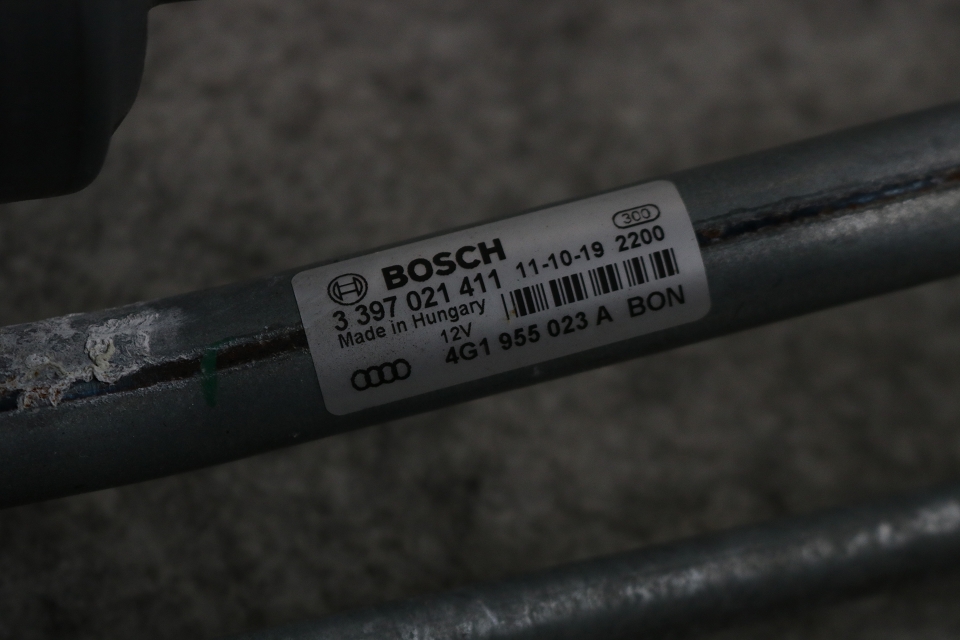 300
BOSCH 11-10-19 2200
3 397 021 411
Made in Hungary
12V
4G1 955 023 A BON